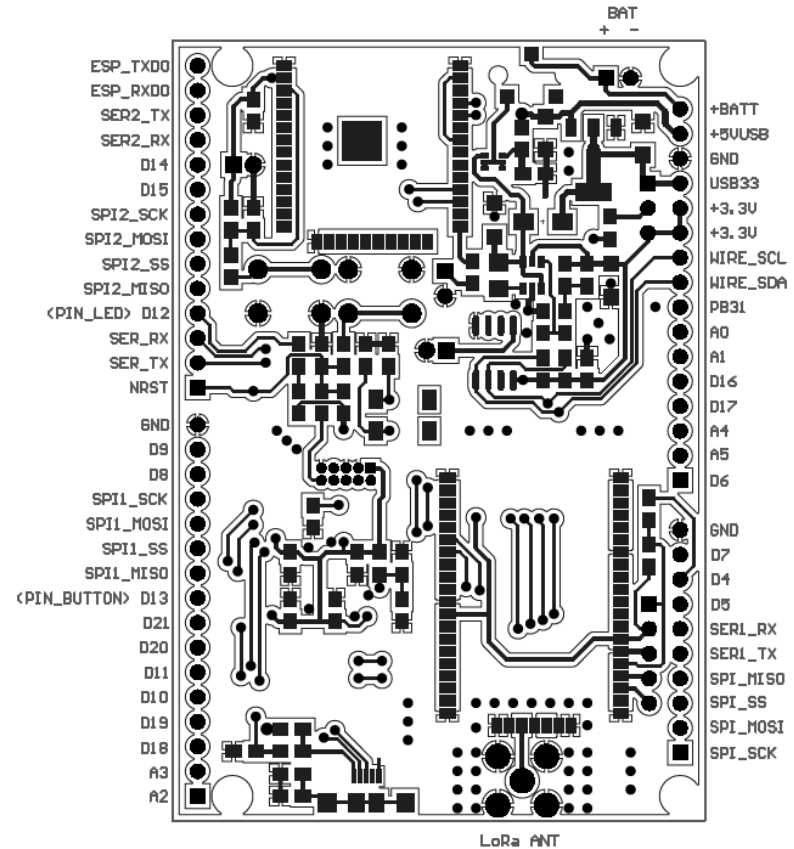 BAT
+ -
ESP_TXD0
ESP_RXD0
SER2_TX
SER2_RX
D14
D15
SPI2_SCK
SPI2_MOSI
SPI2_SS
SPI2_MISO
(PIN_LED) D12
SER_RX
SER_TX
NRST
GND
D9
D8
SPI1_SCK
SPI1_MOSI
SPI1_SS
SPI1_MISO
(PIN_BUTTON) D13
D21
D20
D11
D10
D19
D18
A3
A2
+BATT
+5VUSB
GND
USB33
+3.3V
+3.3V
WIRE_SCL
WIRE_SDA
PB31
A0
A1
D16
D17
A4
A5
D6
GND
D7
D4
D5
SER1_RX
SER1_TX
SPI_MISO
SPI_SS
SPI_MOSI
SPI_SCK
LoRa ANT